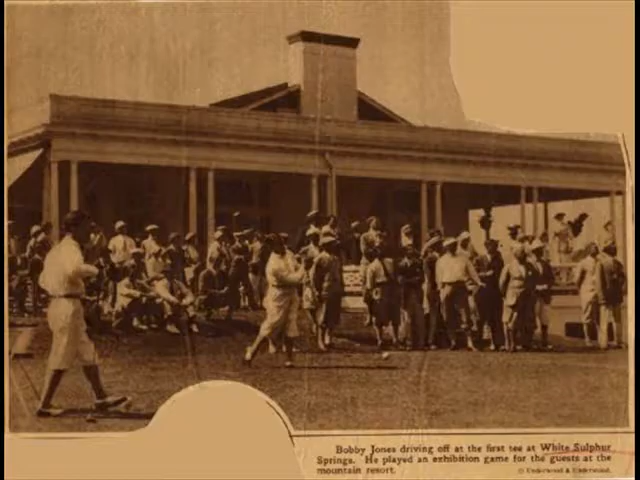 Bobby Jones driving off at the first tee at White Sulphur
Springs. He played an exhibition game for the guests at the
mountain resort.
© Underwood & Underwood.